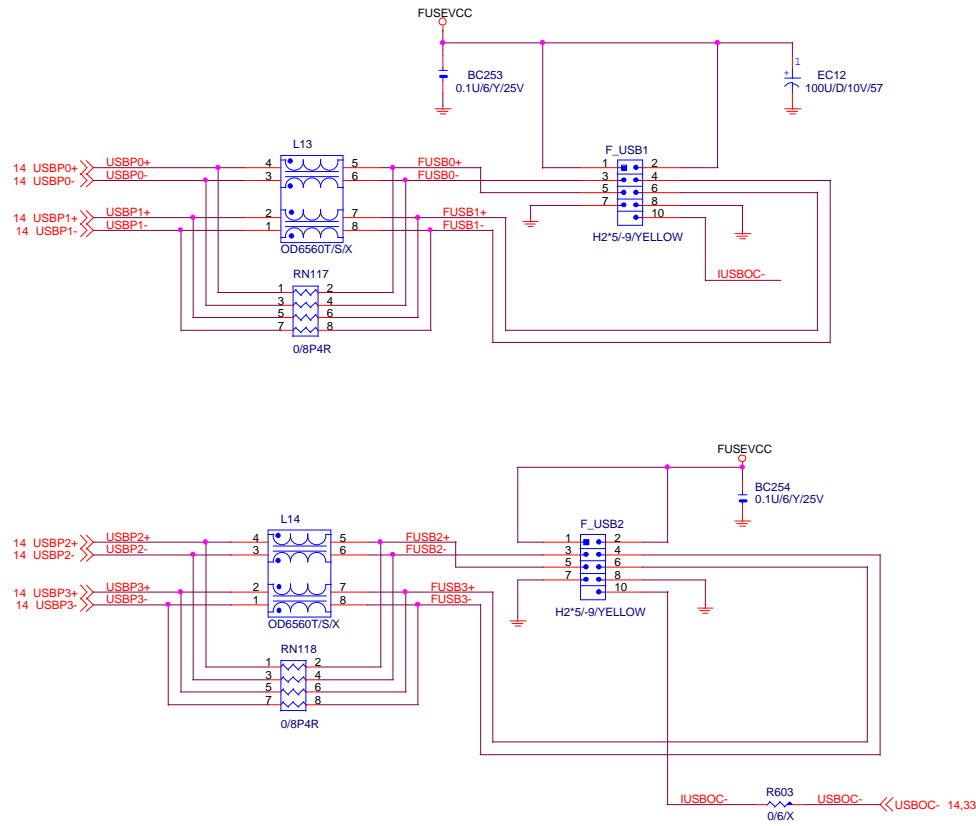 FUSEVCC
BC253
0.1U/6/Y/25V
1
+
EC12
100U/D/10V/57
L13
F_USB1
14 USBP0+ USBP0+ 4 5 FUSB0+ 1 2
14 USBP0- USBP0- 3 6 FUSB0- 3 4
5 6
14 USBP1+ USBP1+ 2 7 FUSB1+ 7 8
14 USBP1- USBP1- 1 8 FUSB1- 10
H2*5/-9/YELLOW
OD6560T/S/X
RN117
IUSBOC-
1 2
3 4
5 6
7 8
0/8P4R
FUSEVCC
BC254
0.1U/6/Y/25V
L14
F_USB2
14 USBP2+ USBP2+ 4 5 FUSB2+ 1 2
14 USBP2- USBP2- 3 6 FUSB2- 3 4
5 6
14 USBP3+ USBP3+ 2 7 FUSB3+ 7 8
14 USBP3- USBP3- 1 8 FUSB3- 10
H2*5/-9/YELLOW
OD6560T/S/X
RN118
1 2
3 4
5 6
7 8
0/8P4R
IUSBOC- R603 USBOC- USBOC- 14,33
0/6/X